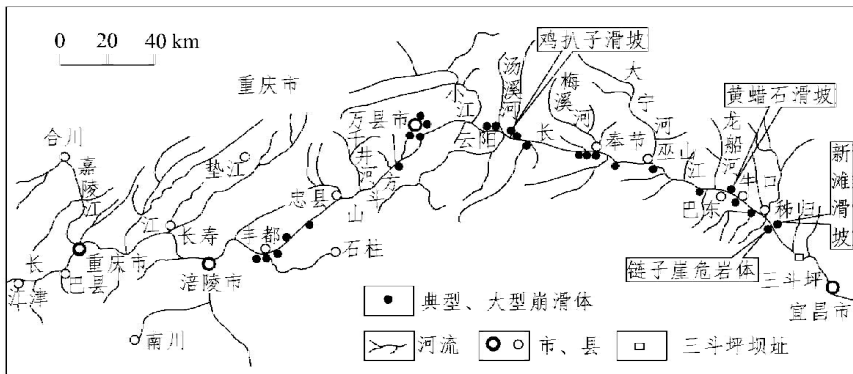 0 20 40 km
重庆市
鸡扒子滑坡
汤溪河
梅溪河
大宁河
黄蜡石滑坡
龙船河
新滩滑坡
小江
万县市
云阳
长
奉节
巫山
江
牛口
巴东
秭归
合川
嘉陵江
垫江
忠县
长寿
江
丰都
石柱
长
重庆市
巴县
江津
涪陵市
南川
链子崖危岩体
三斗坪
宜昌市
典型、大型崩滑体
河流
市、县
三斗坪坝址